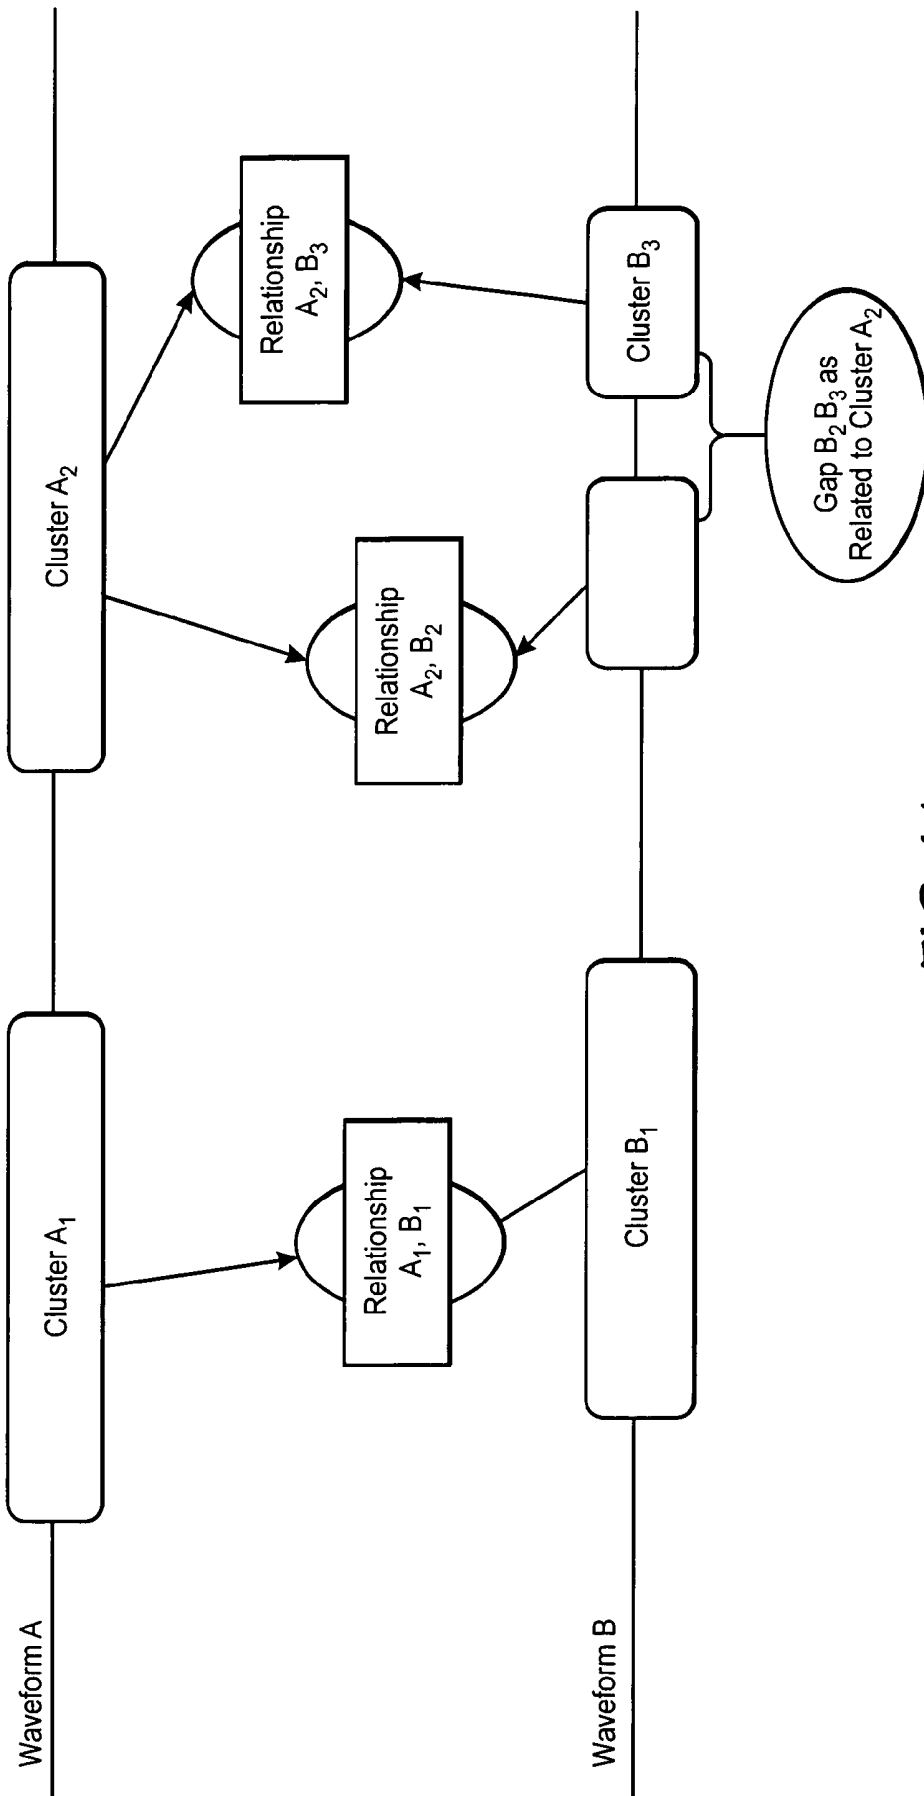 Waveform A
Cluster A₁
Cluster A₂
Relationship
A₁, B₁
Relationship
A₂, B₂
Relationship
A₂, B₃
Waveform B
Cluster B₁
Cluster B₃
Gap B₂ B₃ as
Related to Cluster A₂